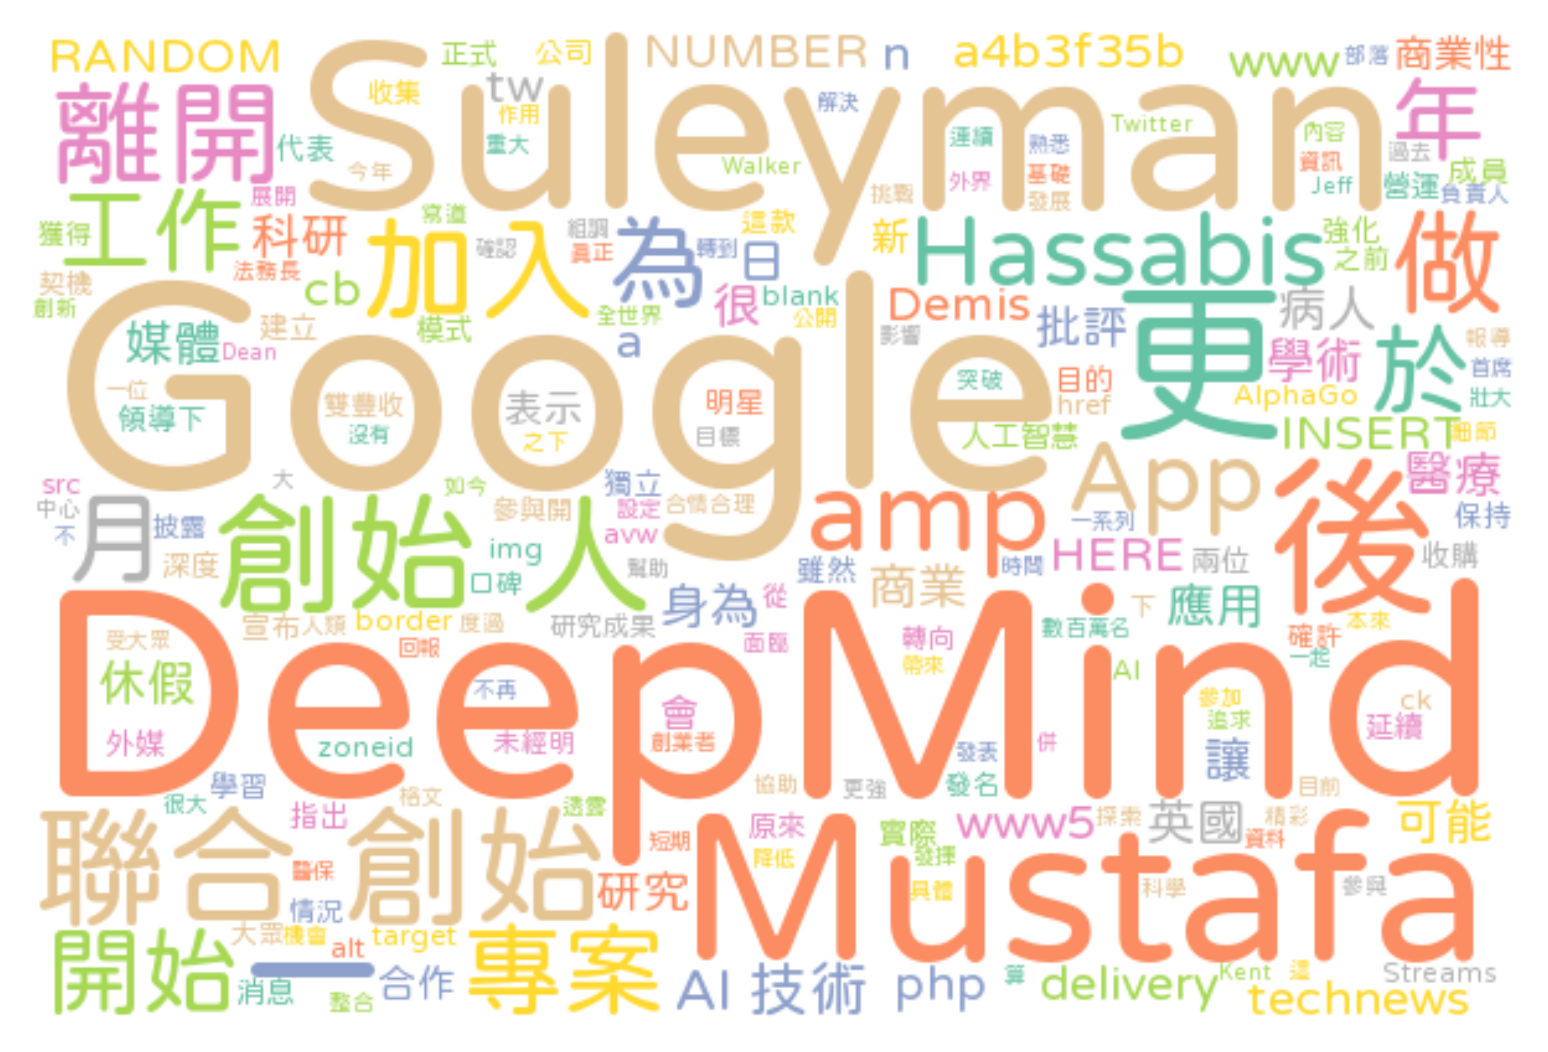 RANDOM
Suleyman
正式
公司
NUMBER
n
a4b3f35b
www
部落
商業性
離開
收集
tw
作用
解決
年
代表
重大
連續
熟悉
Twitter
內容
資訊
過去
成員
今年
Walker
外界
基礎
Jeff
營運
負責人
展開
挑戰
發展
工作
獲得
科研
寫道
加入
確認
組調
真正
為
轉到
這款
日
新
Hassabis
強化
之前
做
法務長
契機
cb
創新
全世界
很
blank
公開
Demis
病人
Google
媒體
Dean
建立
模式
a
影響
批評
更
學術
於
報導
首席
一位
領導下
雙豐收
沒有
表示
之下
明星
目標
突破
目的
href
AlphaGo
壯大
人工智慧
INSERT
細節
src
中心
不
月
披露
大
如今
參與開
獨立
設定
avw
合情合理
amp
App
一系列
後
醫療
保持
深度
創始人
img
口碑
幫助
雖然
時間
HERE
兩位
收購
商業
身為
從
DeepMind
宣布
人類
border
度過
研究成果
面臨
下
應用
本來
數百萬名
確許
一起
受大眾
回報
轉向
帶來
AI
休假
不再
參加
追求
ck
延續
外媒
zoneid
未經明
會
創業者
發表
併
讓
學習
很大
格文
協助
更強
發名
目前
聯合創始
指出
透露
短期
原來
降低
實際
發揮
www5
探索
英國
精彩
資料
可能
醫保
情況
研究
Mustafa
具體
科學
參與
開始
大眾
機會
alt
target
專案
一
消息
整合
合作
AI
技術
php
算
delivery
Kent
這
Streams
technews